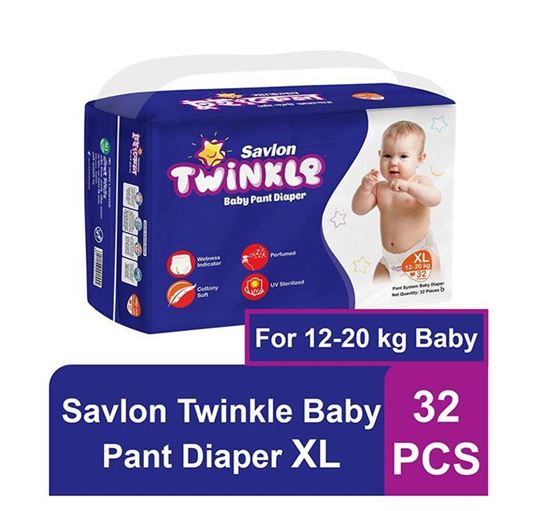 Savlon
TWINKLE
Baby Pant Diaper
Wetness
Indicator
Perfumed
Cottony
Soft
UV
UV Sterilized
XL
12-20 kg
32
Pant System Baby Diaper
Net Quantity: 32 Pieces
For 12-20 kg Baby
Savlon Twinkle Baby
Pant Diaper XL
32
PCS